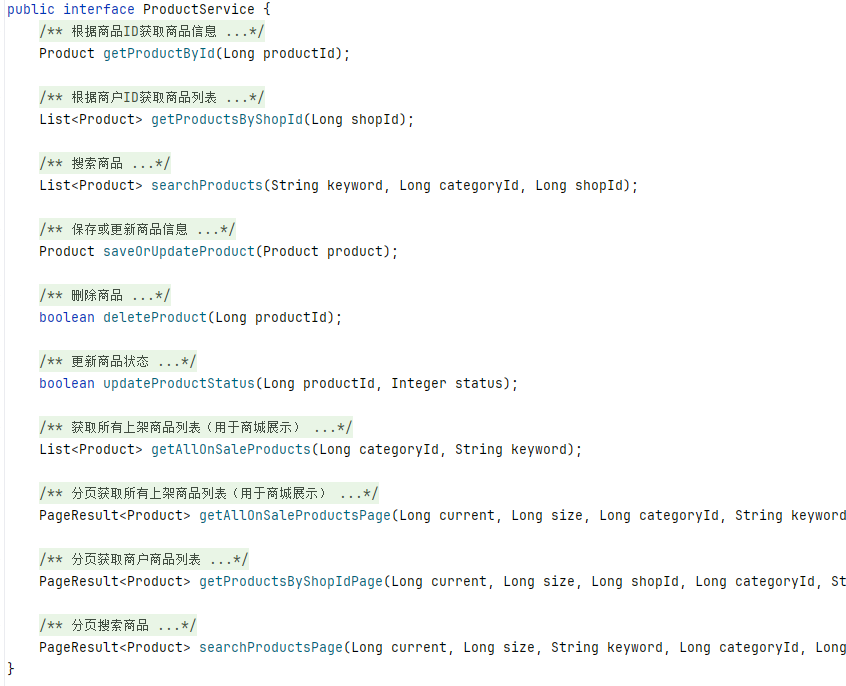 public interface ProductService {
/** 根据商品ID获取商品信息 ...*/
Product getProductById(Long productId);
/** 根据商户ID获取商品列表 ...*/
List<Product> getProductsByShopId(Long shopId);
/** 搜索商品 ...*/
List<Product> searchProducts(String keyword, Long categoryId, Long shopId);
/** 保存或更新商品信息 ...*/
Product saveOrUpdateProduct(Product product);
/** 删除商品 ...*/
boolean deleteProduct(Long productId);
/** 更新商品状态 ...*/
boolean updateProductStatus(Long productId, Integer status);
/** 获取所有上架商品列表（用于商城展示） ...*/
List<Product> getAllOnSaleProducts(Long categoryId, String keyword);
/** 分页获取所有上架商品列表（用于商城展示） ...*/
PageResult<Product> getAllOnSaleProductsPage(Long current, Long size, Long categoryId, String keyword
/** 分页获取商户商品列表 ...*/
PageResult<Product> getProductsByShopIdPage(Long current, Long size, Long shopId, Long categoryId, St
/** 分页搜索商品 ...*/
PageResult<Product> searchProductsPage(Long current, Long size, String keyword, Long categoryId, Long
}